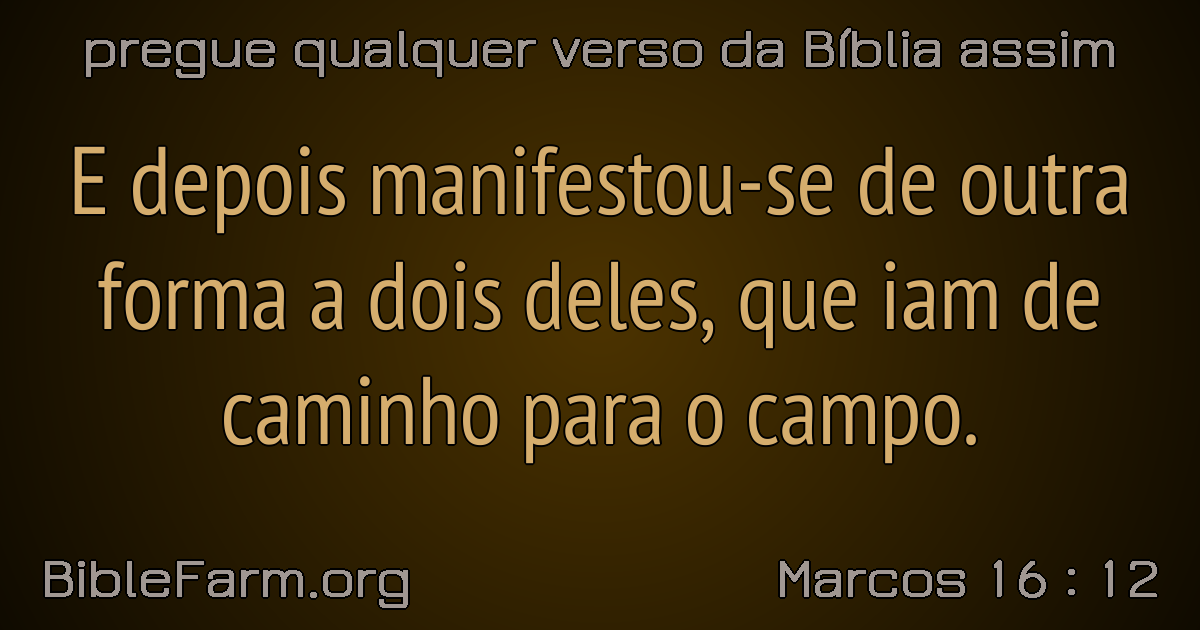 pregue qualquer verso da Bíblia assim
E depois manifestou-se de outra
forma a dois deles, que iam de
caminho para o campo.
BibleFarm.org
Marcos 16 : 12